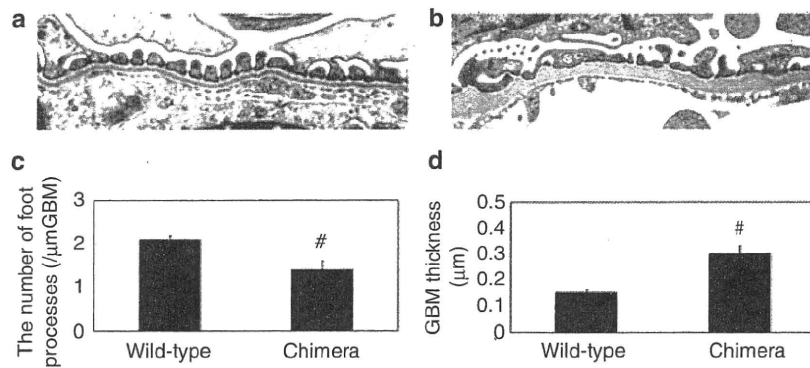 a
b
c
The number of foot
processes (/μmGBM)
3
2
1
0
#
Wild-type
Chimera
d
GBM thickness
(μm)
0.5
0.4
0.3
0.2
0.1
0
#
Wild-type
Chimera